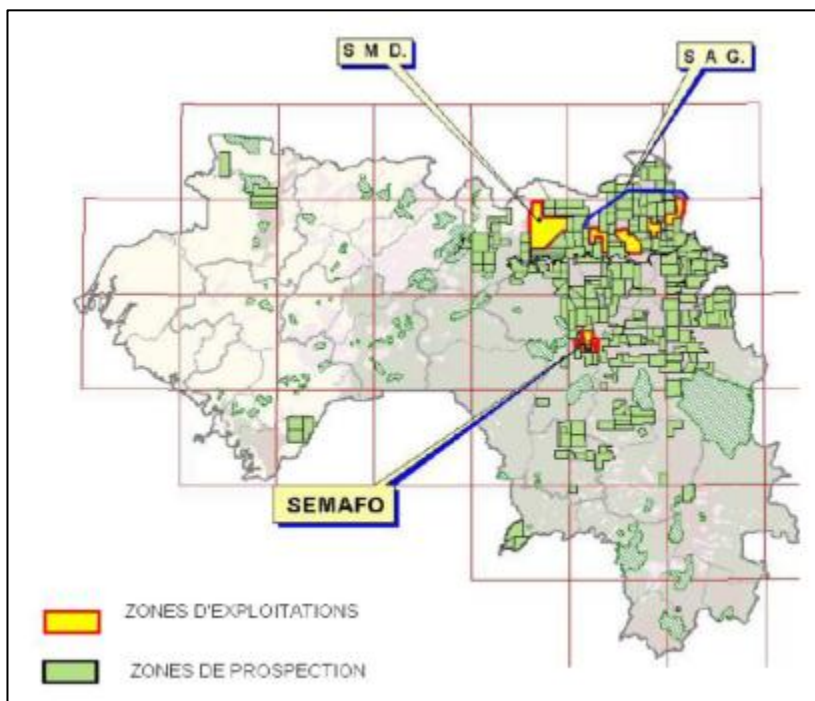 S M D.
S A G.
SEMAFO
ZONES D'EXPLOITATIONS
ZONES DE PROSPECTION